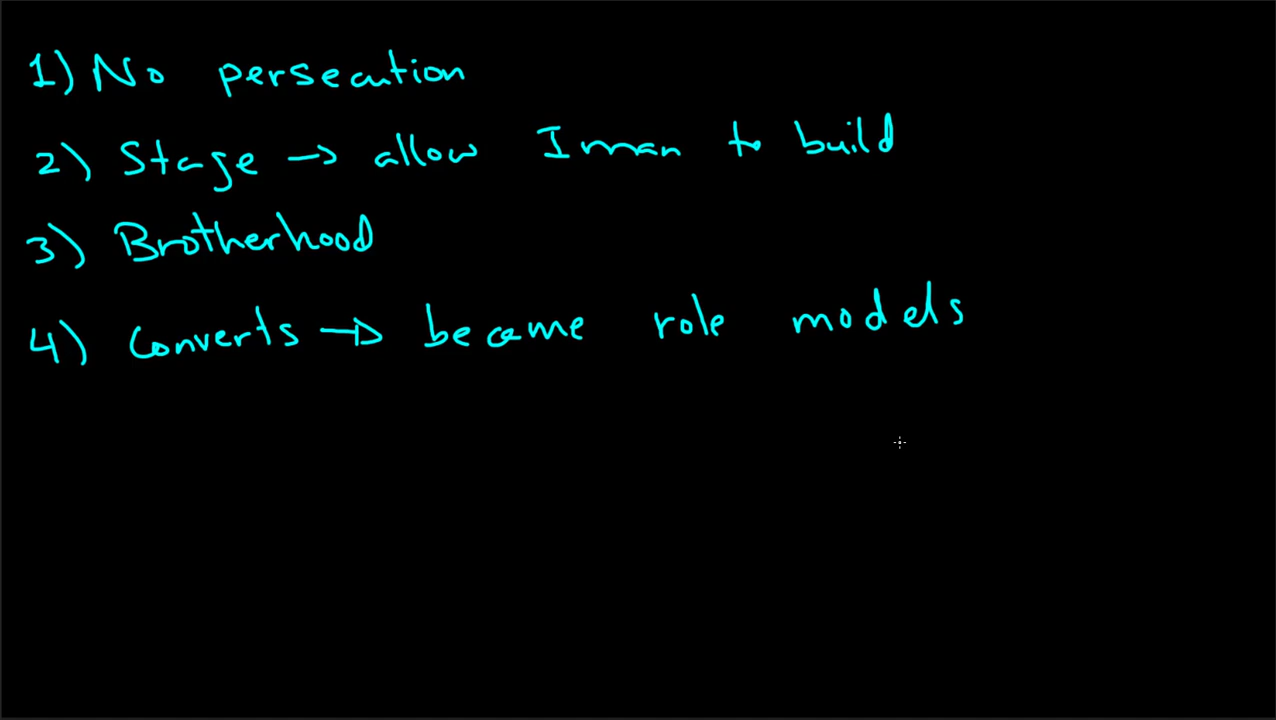 1) No persecution
2) Stage → allow Iman to build
3) Brotherhood
4) Converts → became role models